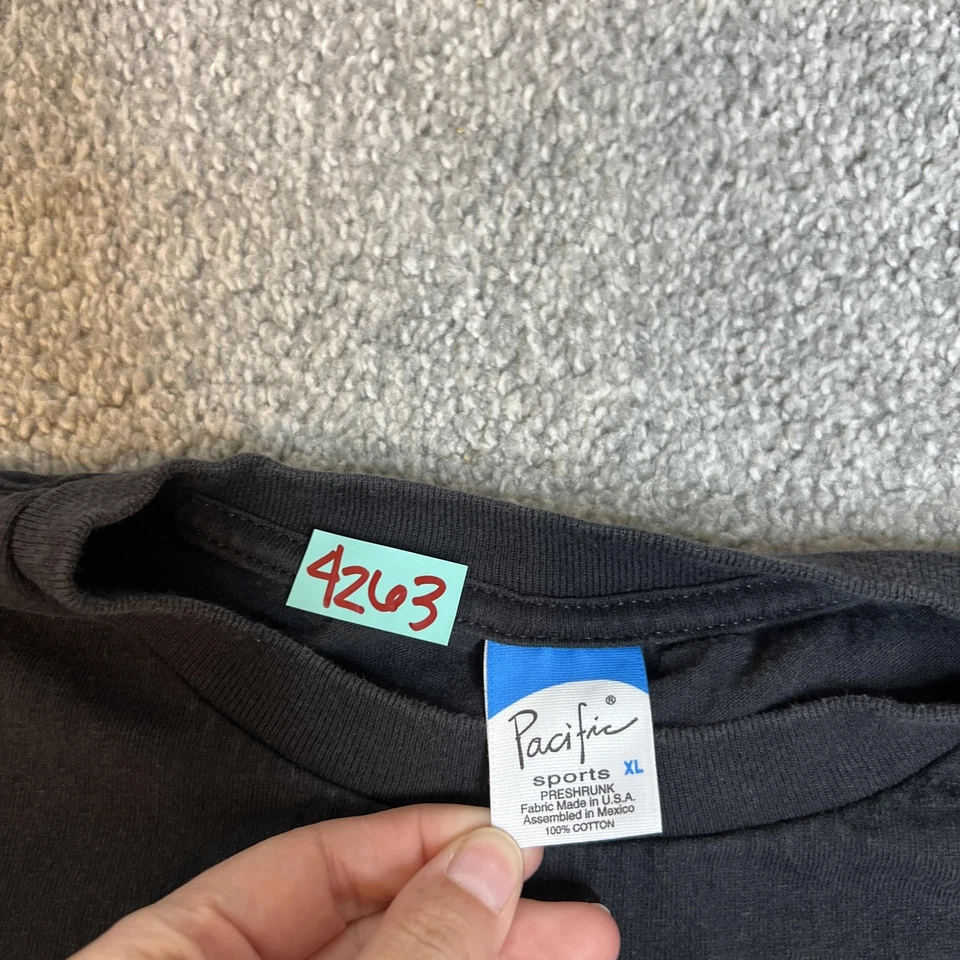 4263
Pacific®
sports XL
PRESHRUNK
Fabric Made in U.S.A.
Assembled in Mexico
100% COTTON